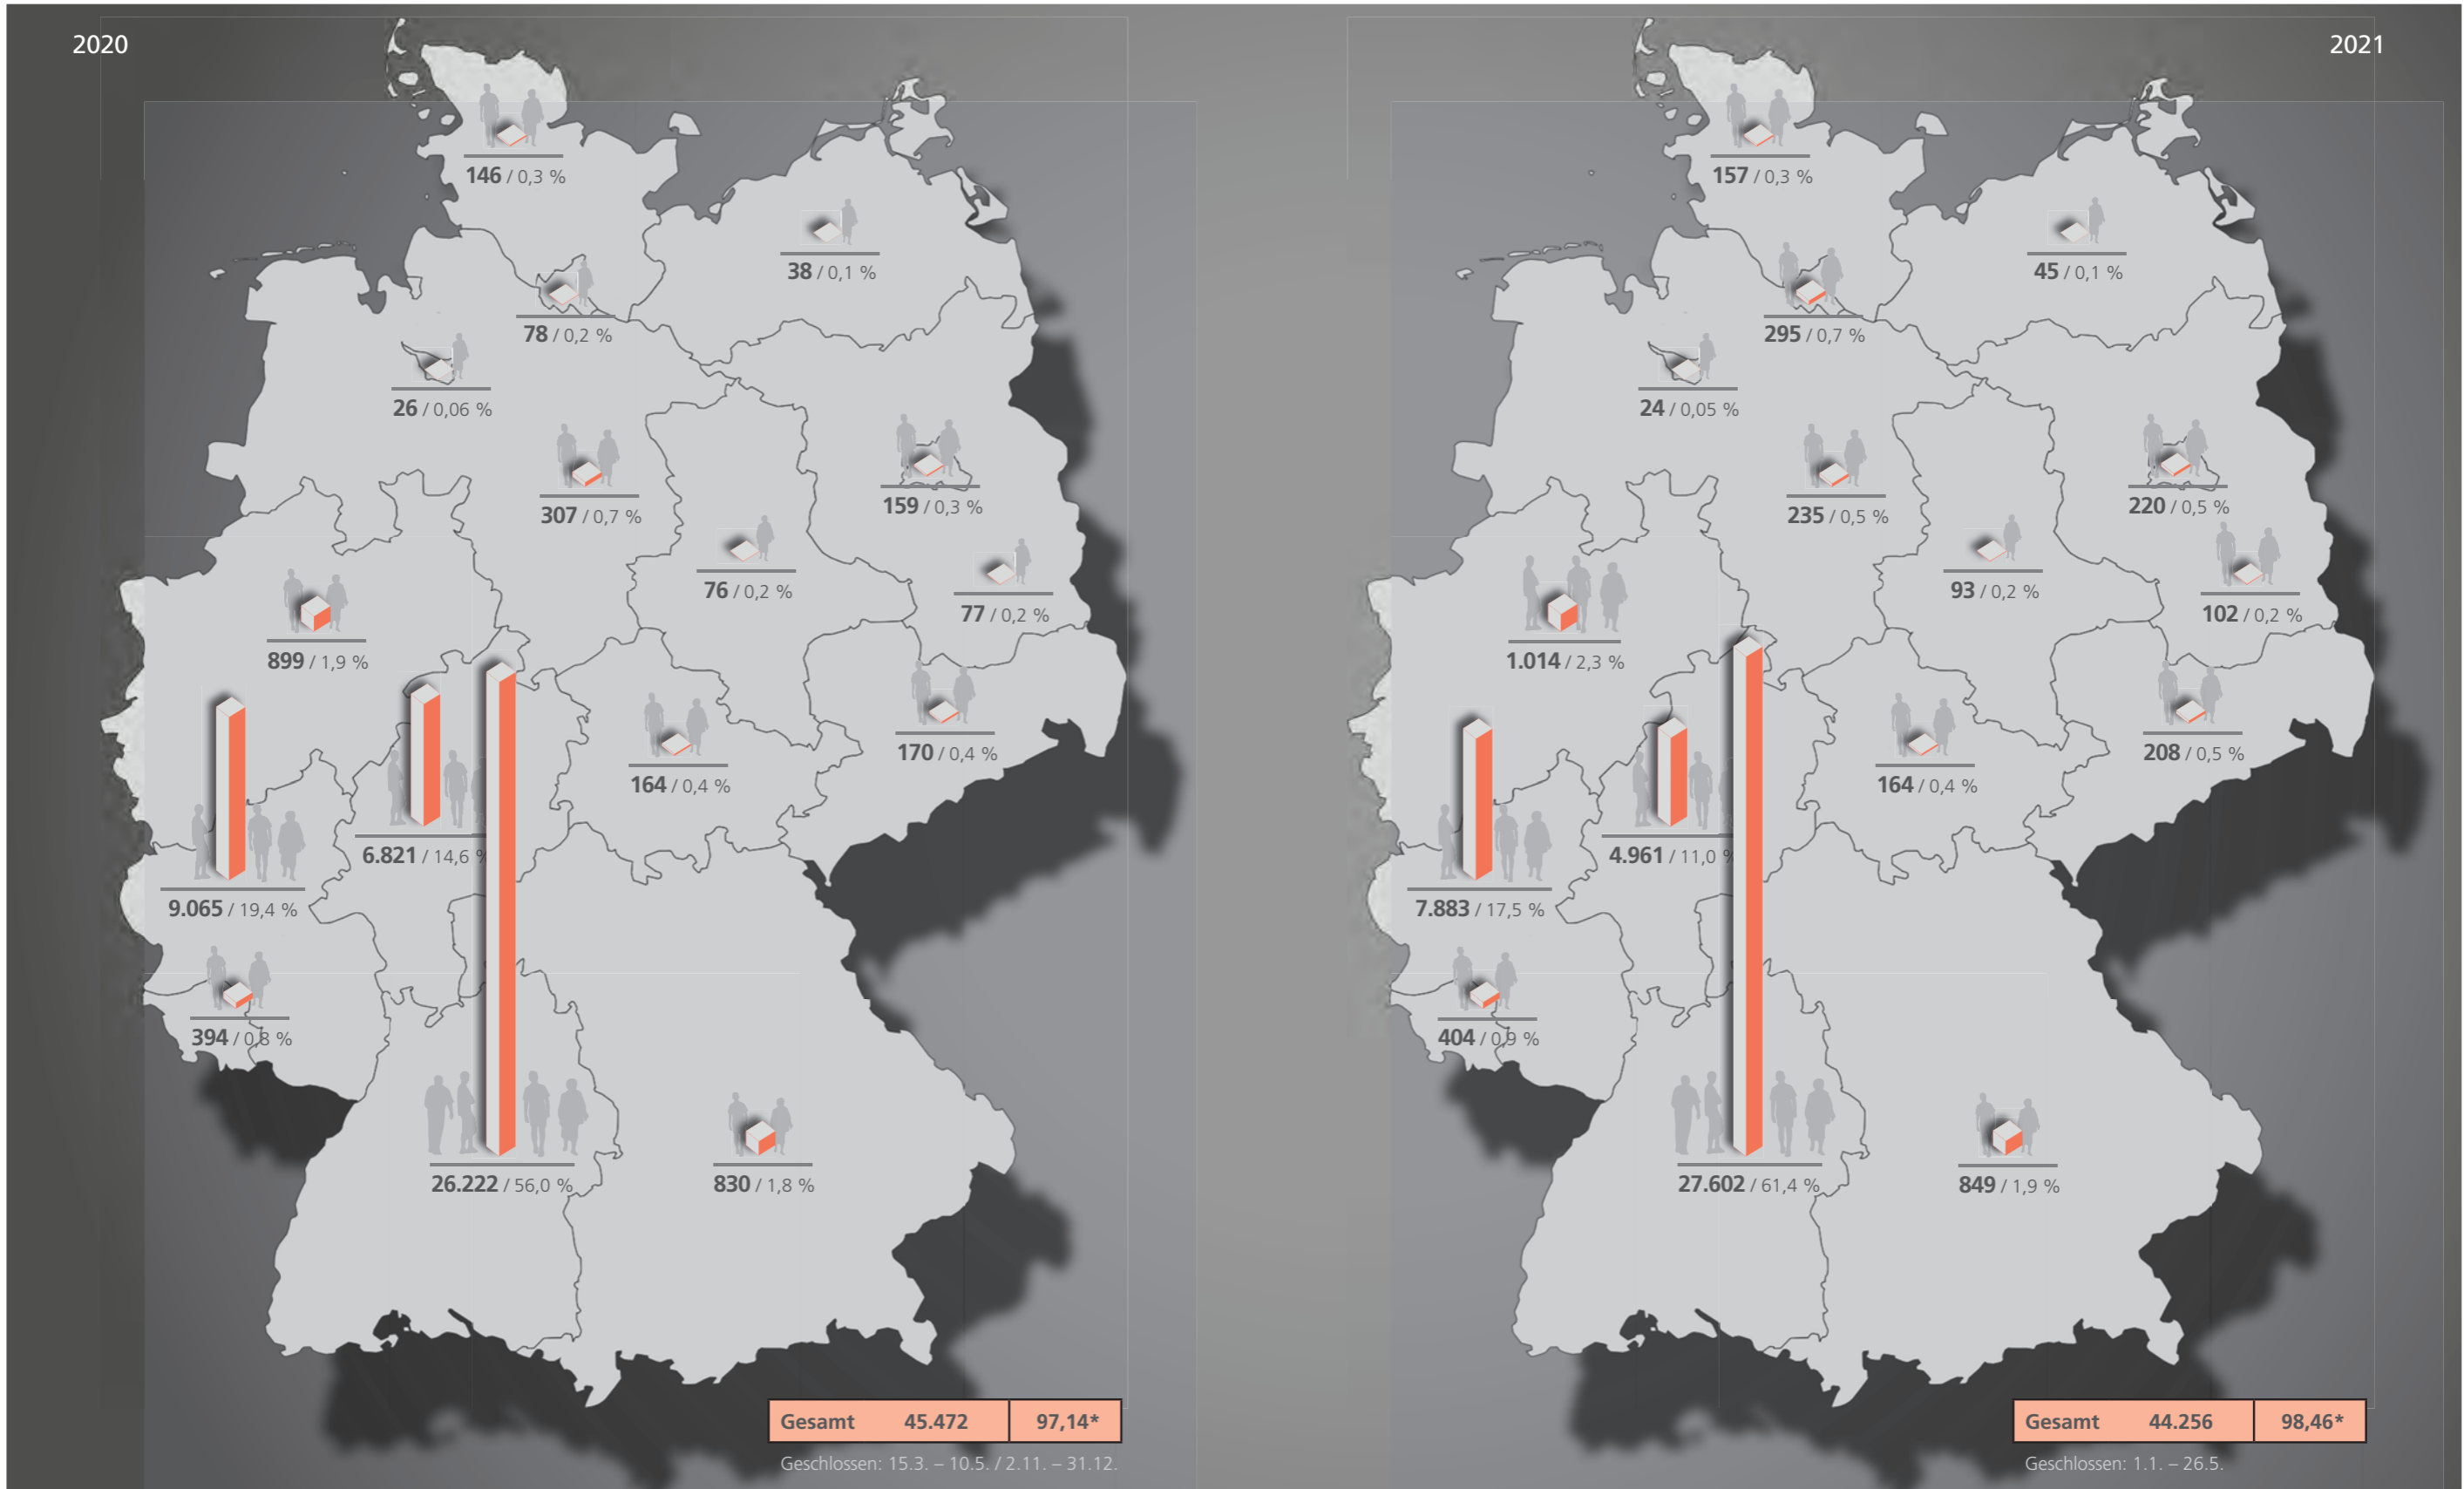 2020
146 / 0,3 %
38 / 0,1 %
78 / 0,2 %
26 / 0,06 %
159 / 0,3 %
307 / 0,7 %
76 / 0,2 %
77 / 0,2 %
899 / 1,9 %
170 / 0,4 %
164 / 0,4 %
6.821 / 14,6 %
9.065 / 19,4 %
394 / 0,8 %
26.222 / 56,0 %
830 / 1,8 %
Gesamt 45.472 97,14*
Geschlossen: 15.3. – 10.5. / 2.11. – 31.12.
2021
157 / 0,3 %
45 / 0,1 %
295 / 0,7 %
24 / 0,05 %
220 / 0,5 %
235 / 0,5 %
93 / 0,2 %
102 / 0,2 %
1.014 / 2,3 %
208 / 0,5 %
164 / 0,4 %
4.961 / 11,0 %
7.883 / 17,5 %
404 / 0,9 %
27.602 / 61,4 %
849 / 1,9 %
Gesamt 44.256 98,46*
Geschlossen: 1.1. – 26.5.